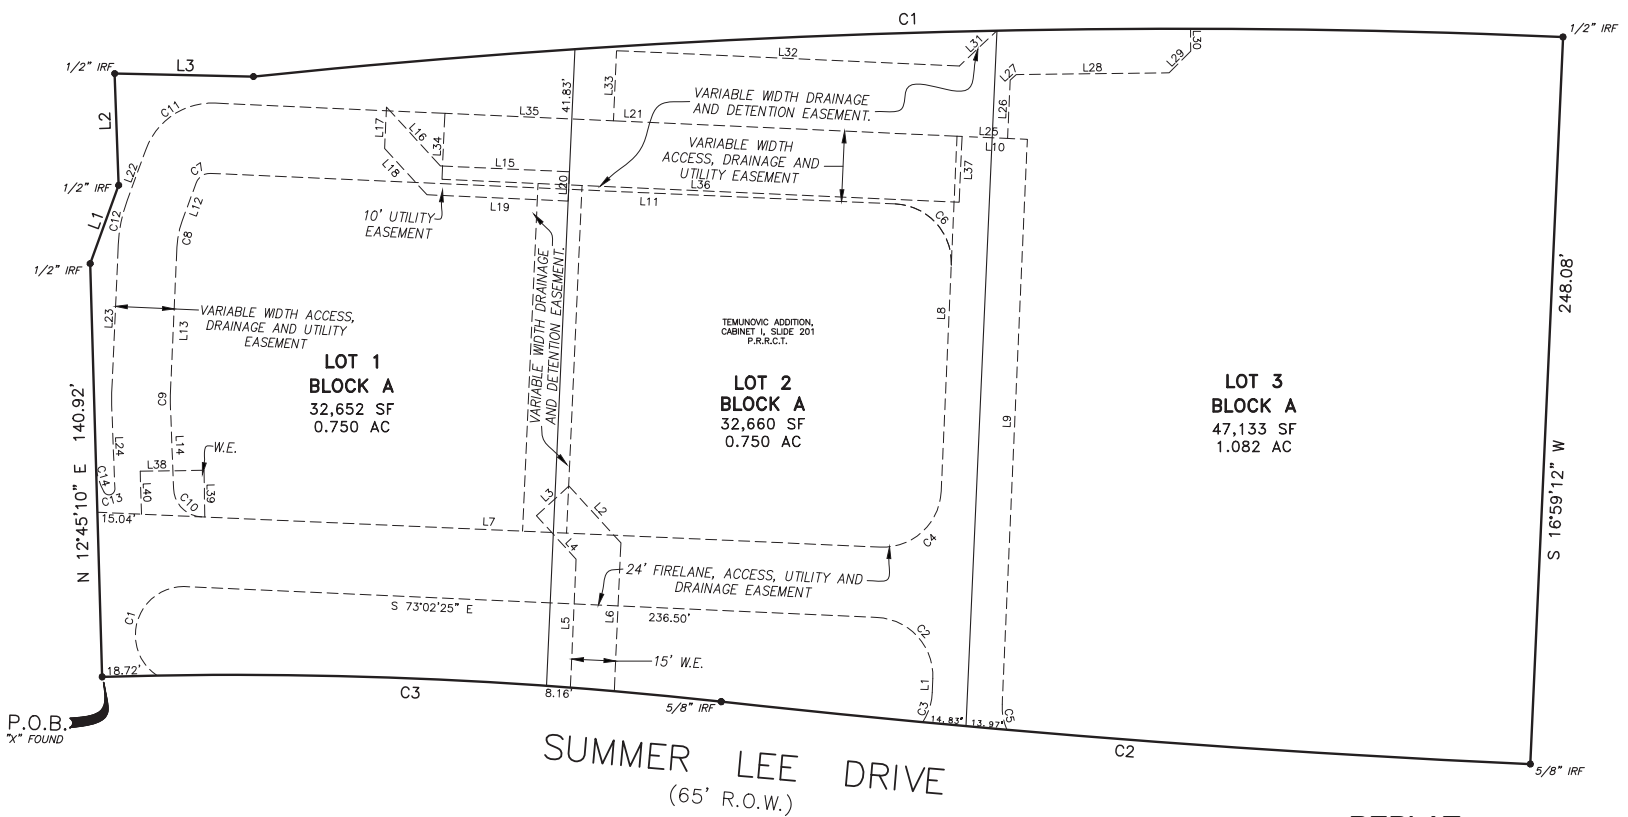 C1
1/2" IRF
L3
1/2" IRF
L31
L32
L30
L29
L28
L27
L26
L33
41.83'
VARIABLE WIDTH DRAINAGE
AND DETENTION EASEMENT.
C11
L2
L17
L16
L34
L35
L21
L25
L10
VARIABLE WIDTH
ACCESS, DRAINAGE AND
UTILITY EASEMENT
L37
L15
L18
L20
L36
C7
L22
1/2" IRF
L12
L19
L11
C6
L1
C12
C8
10' UTILITY
EASEMENT
1/2" IRF
VARIABLE WIDTH DRAINAGE
AND DETENTION EASEMENT.
248.08'
VARIABLE WIDTH ACCESS,
DRAINAGE AND UTILITY
EASEMENT
L23
L13
L8
TEMUNOVIC ADDITION,
CABINET I, SLIDE 201
P.R.R.C.T.
LOT 1
BLOCK A
32,652 SF
0.750 AC
LOT 2
BLOCK A
32,660 SF
0.750 AC
LOT 3
BLOCK A
47,133 SF
1.082 AC
C9
L9
N 12°45'10" E 140.92'
S 16°59'12" W
L24
L14
W.E.
L38
C14
C13
L40
L39
C10
15.04'
L7
L3
L2
L4
C4
24' FIRELANE, ACCESS, UTILITY AND
DRAINAGE EASEMENT
S 73°02'25" E
236.50'
C1
L5
L6
C2
15' W.E.
L1
18.72'
C3
8.16'
5/8" IRF
C3
14.83'
13.97'
C5
P.O.B.
"X" FOUND
C2
5/8" IRF
SUMMER LEE DRIVE
(65' R.O.W.)